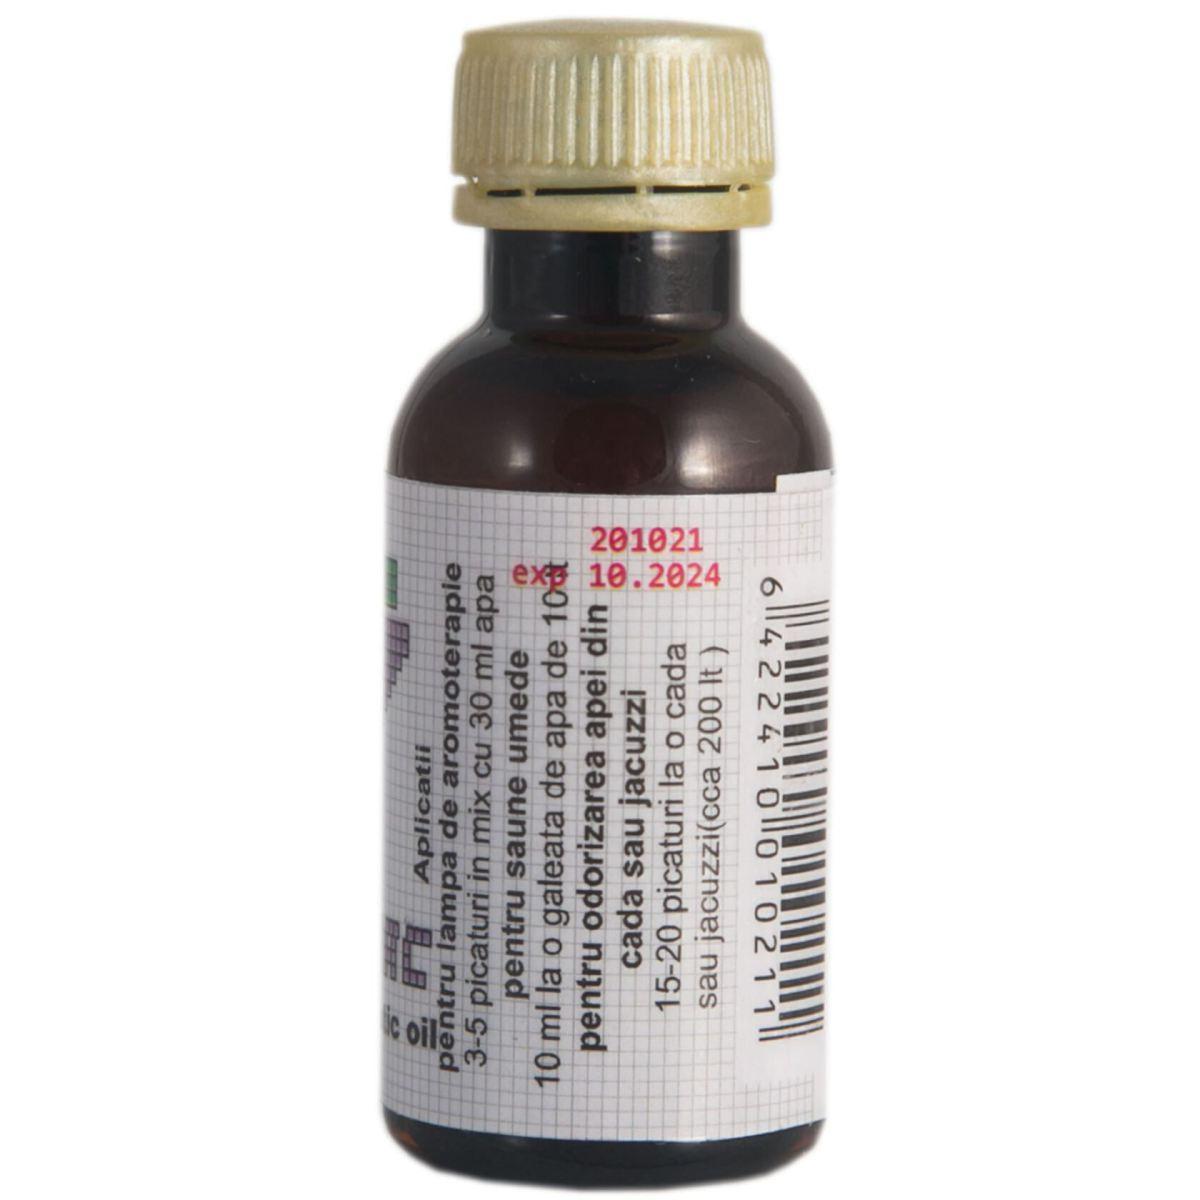 201021
exp 10.2024
Aplicatii
pentru lampa de aromoterapie
3-5 picaturi in mix cu 30 ml apa
pentru saune umede
10 ml la o galeata de apa de 10 lt
pentru odorizarea apei din
cada sau jacuzzi
15-20 picaturi la o cada
sau jacuzzi(cca 200 lt )
oil
6422410010211